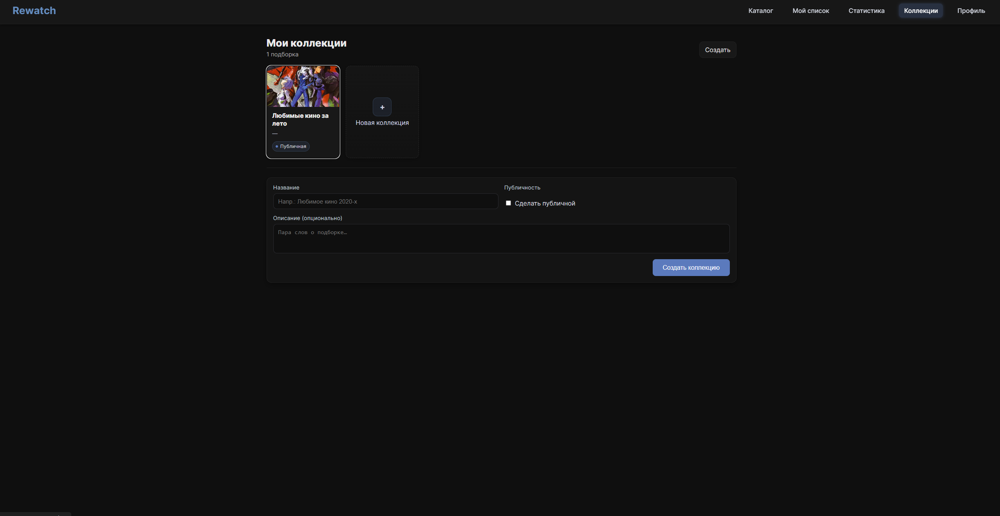 Rewatch
Каталог
Мой список
Статистика
Коллекции
Профиль
Мои коллекции
1 подборка
Создать
Любимые кино за
лето
—
Публичная
+
Новая коллекция
Название
Публичность
Напр.: Любимое кино 2020-х
Сделать публичной
Описание (опционально)
Пара слов о подборке…
Создать коллекцию